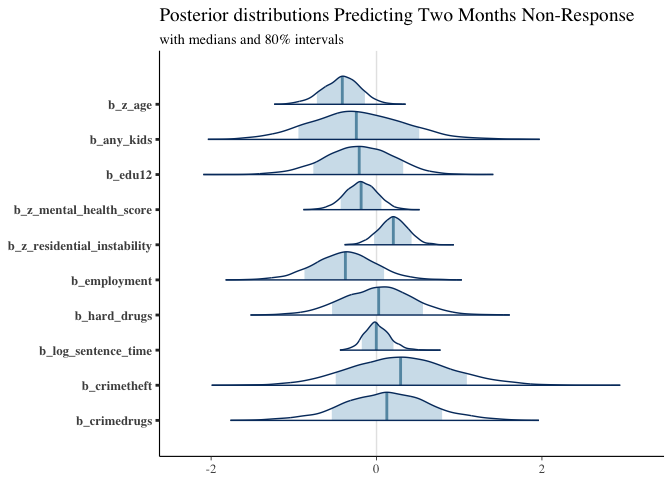 Posterior distributions Predicting Two Months Non-Response
with medians and 80% intervals
b_z_age
b_any_kids
b_edu12
b_z_mental_health_score
b_z_residential_instability
b_employment
b_hard_drugs
b_log_sentence_time
b_crimetheft
b_crimedrugs
-2 0 2